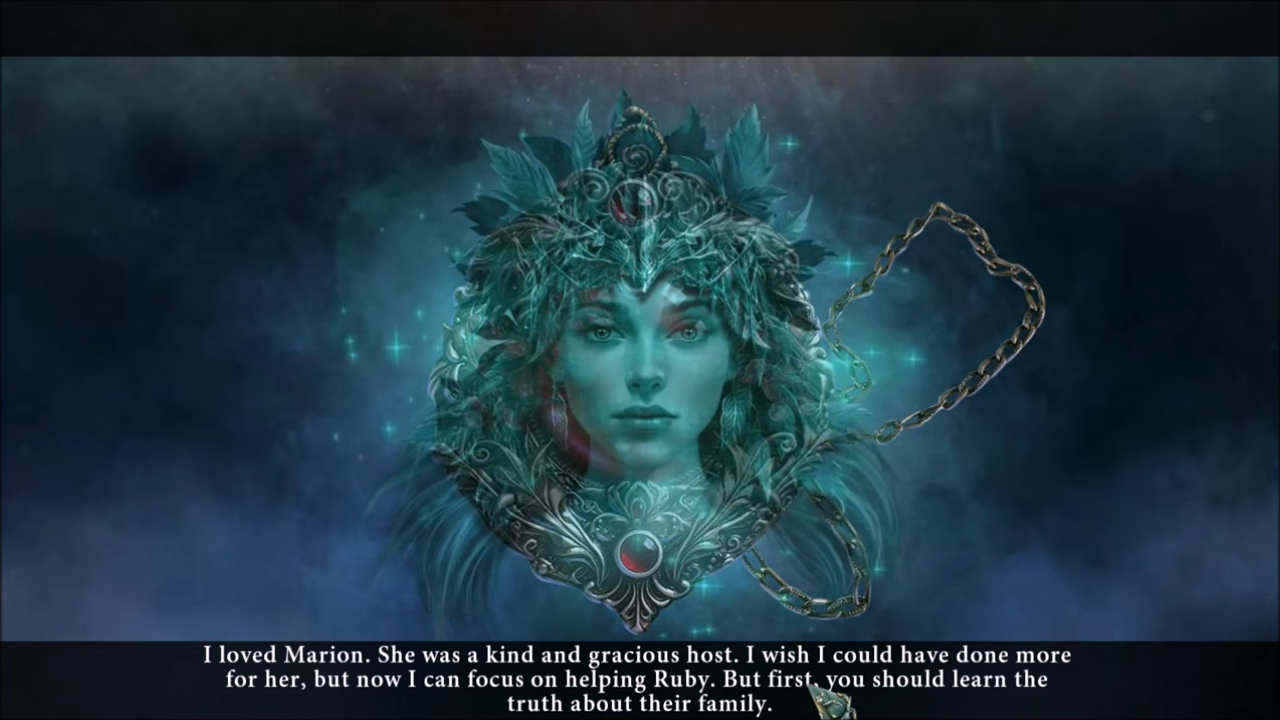 I loved Marion. She was a kind and gracious host. I wish I could have done more
for her, but now I can focus on helping Ruby. But first, you should learn the
truth about their family.